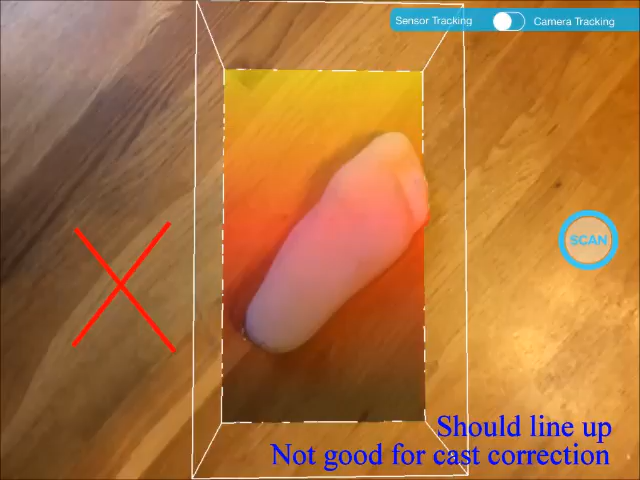 Sensor Tracking
Camera Tracking
SCAN
Should line up
Not good for cast correction